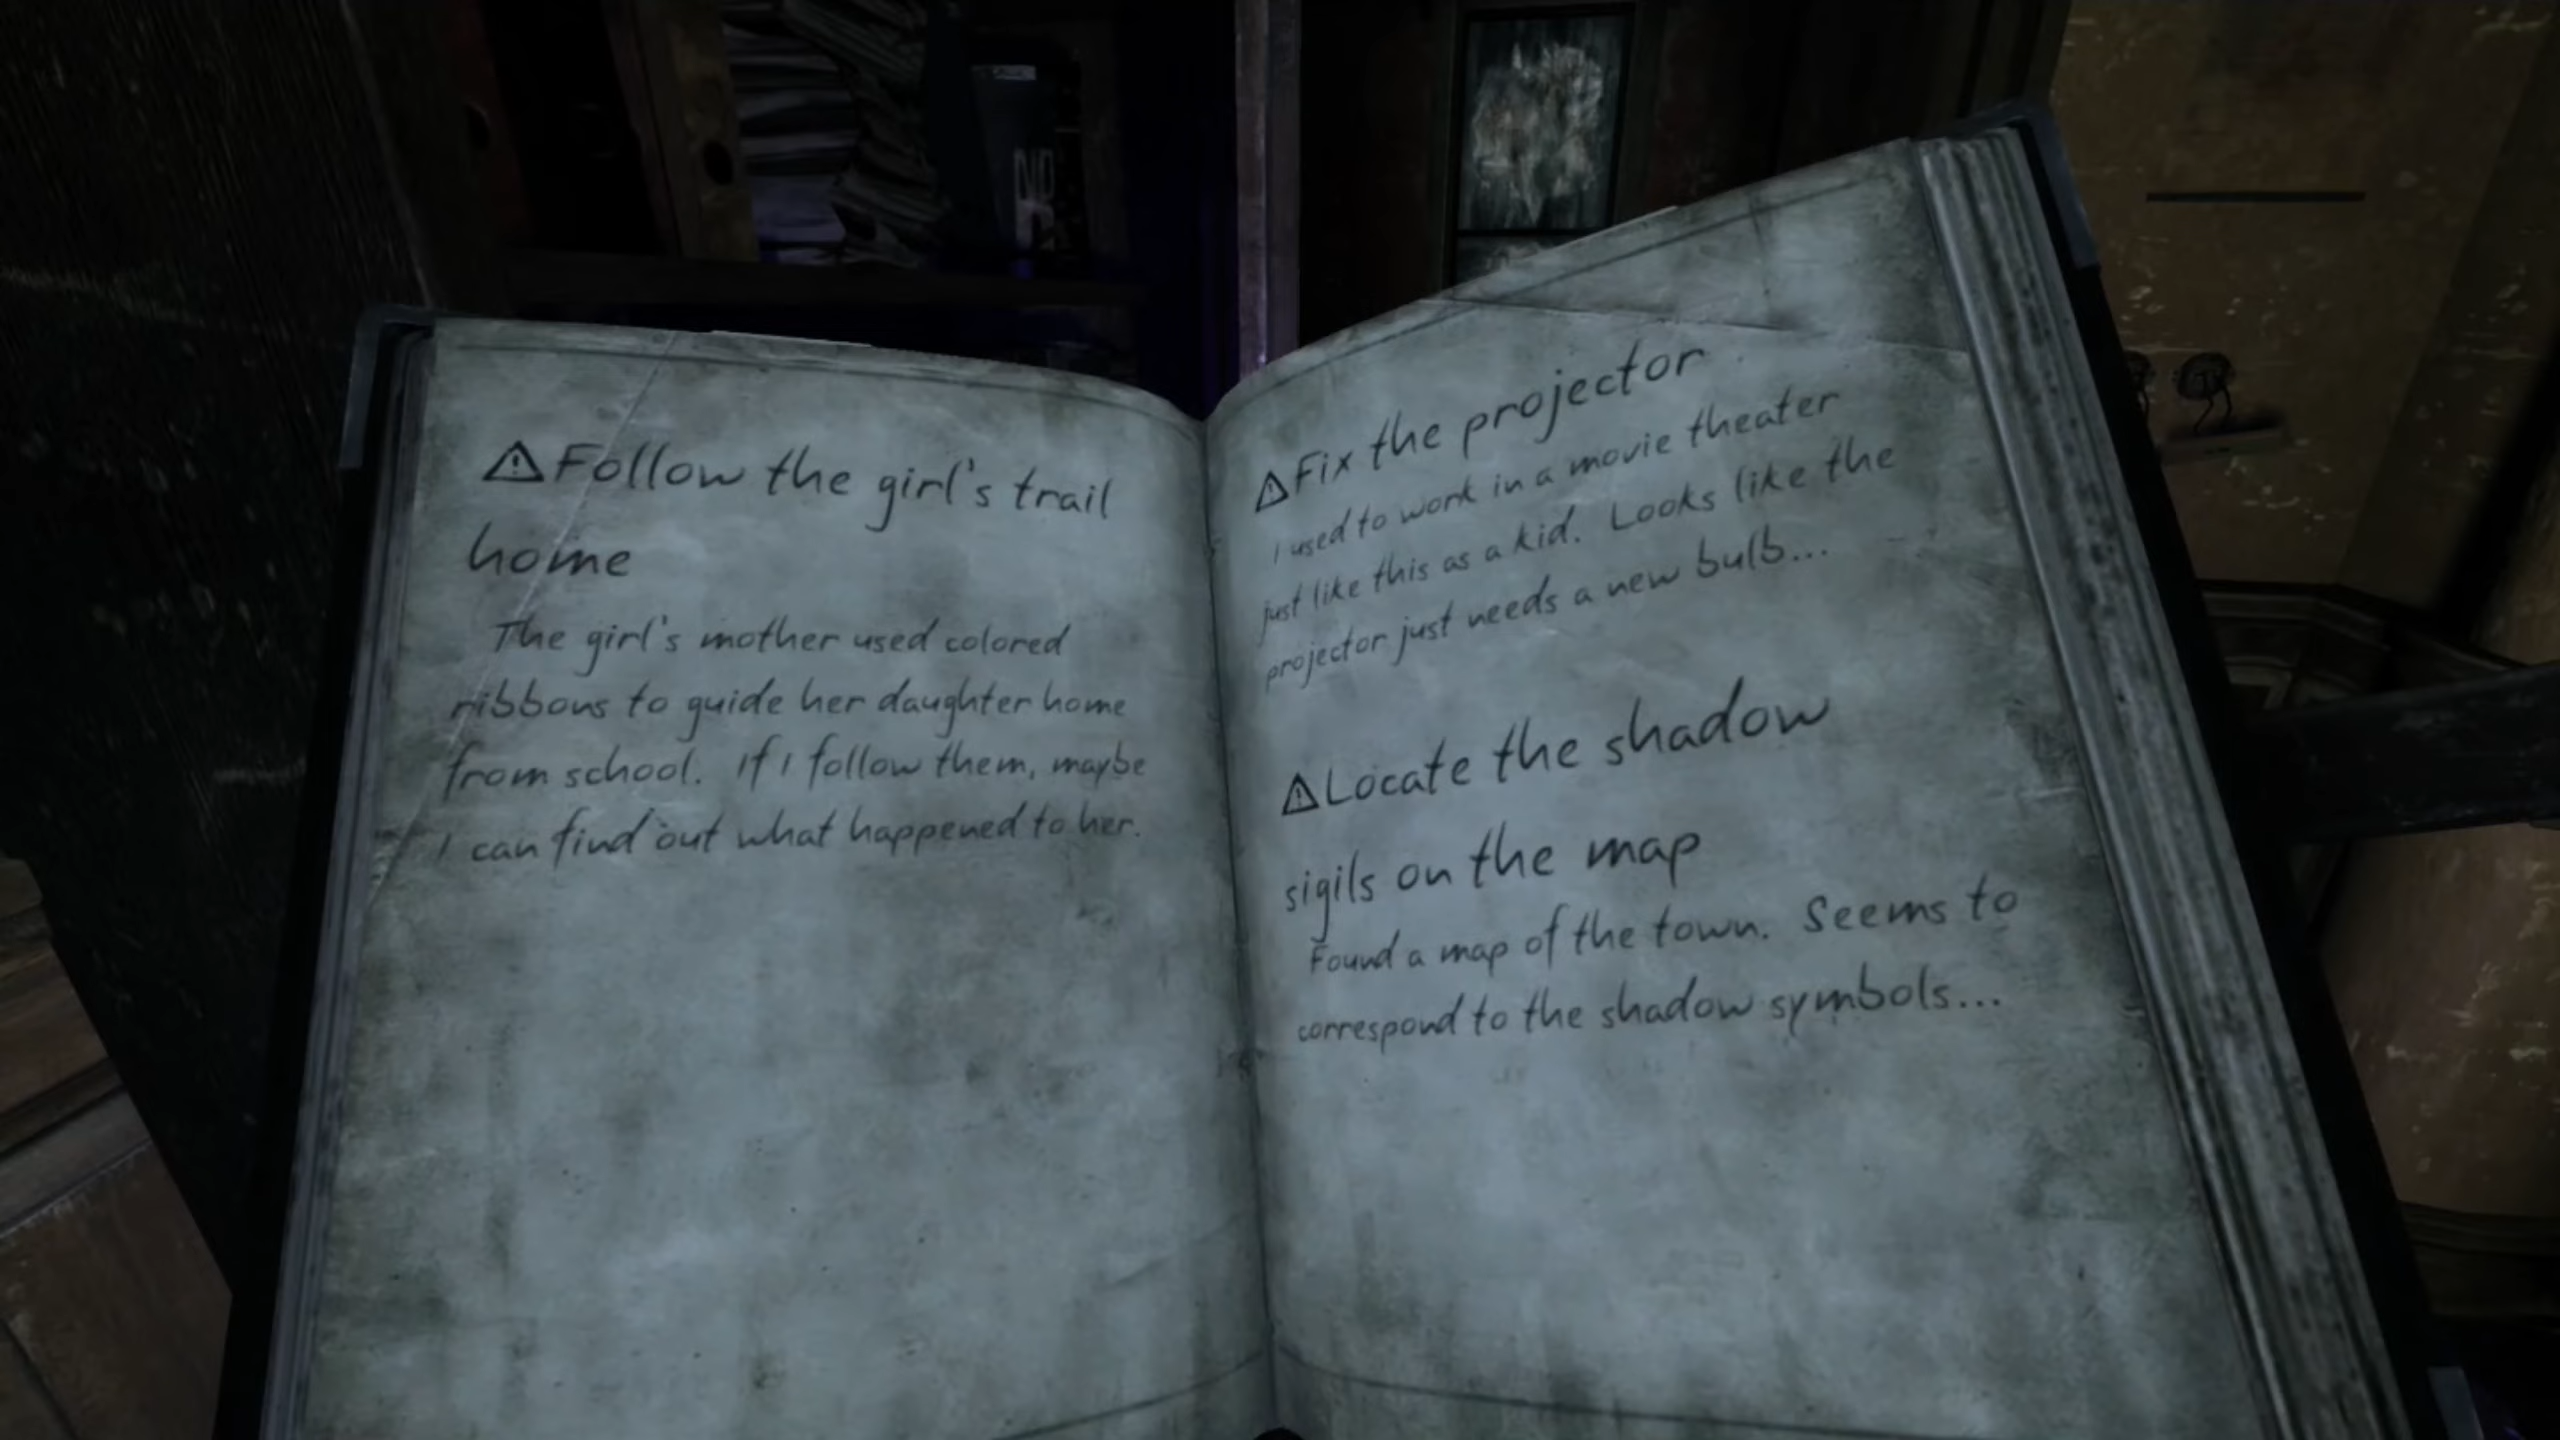 ⚠Follow the girl's trail
home
The girl's mother used colored
ribbons to guide her daughter home
from school. If I follow them, maybe
I can find out what happened to her.
⚠Fix the projector
I used to work in a movie theater
just like this as a kid. Looks like the
projector just needs a new bulb...
⚠Locate the shadow
sigils on the map
Found a map of the town. Seems to
correspond to the shadow symbols...